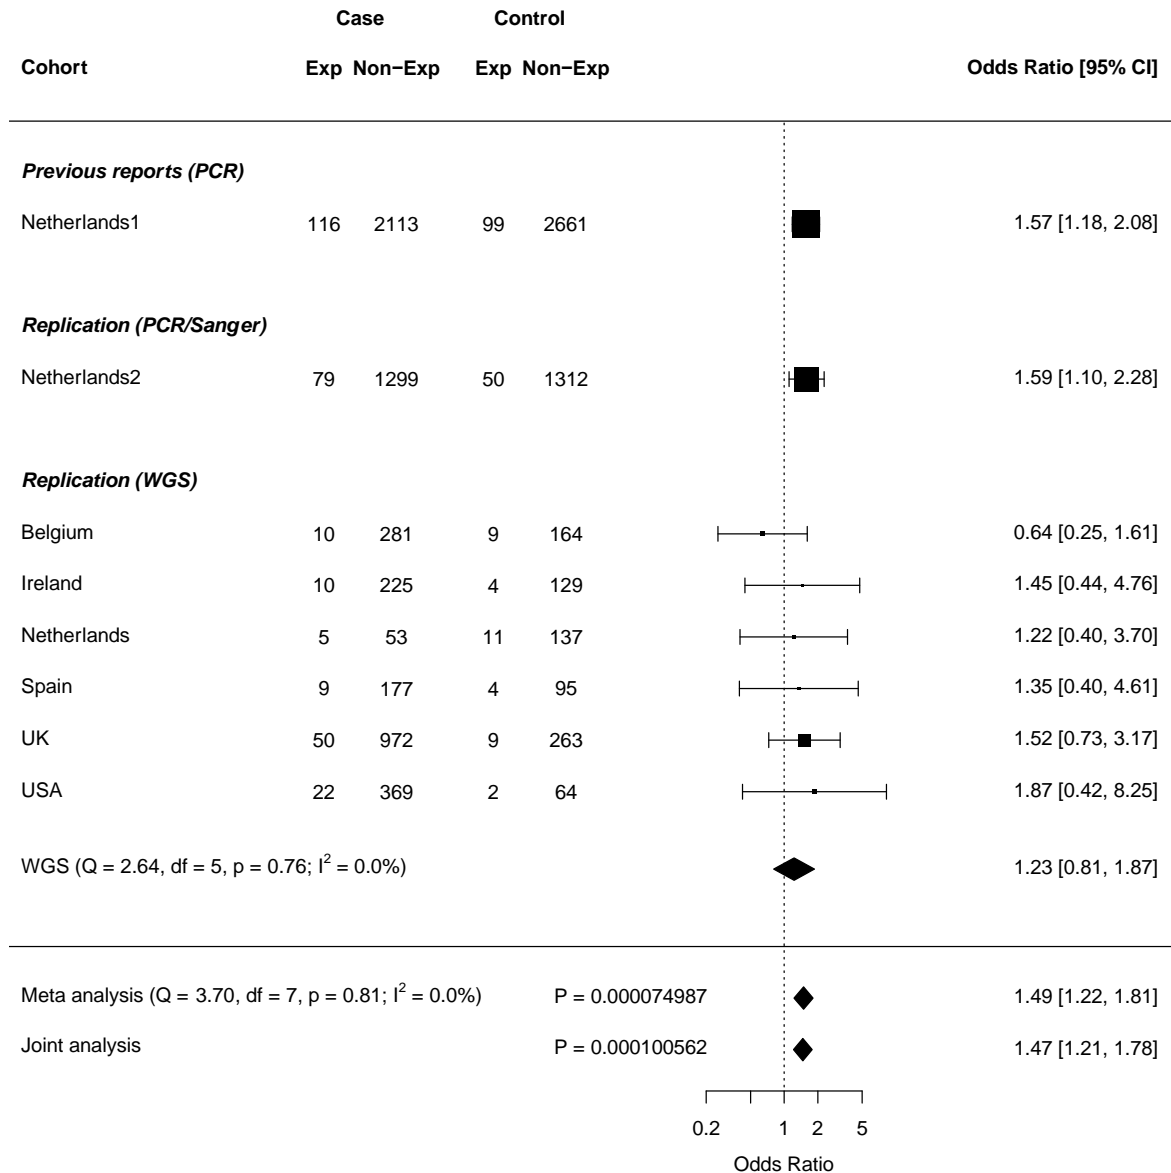 Case Control
Cohort Exp Non−Exp Exp Non−Exp Odds Ratio [95% CI]
Previous reports (PCR)
Netherlands1 116 2113 99 2661 1.57 [1.18, 2.08]
Replication (PCR/Sanger)
Netherlands2 79 1299 50 1312 1.59 [1.10, 2.28]
Replication (WGS)
Belgium 10 281 9 164 0.64 [0.25, 1.61]
Ireland 10 225 4 129 1.45 [0.44, 4.76]
Netherlands 5 53 11 137 1.22 [0.40, 3.70]
Spain 9 177 4 95 1.35 [0.40, 4.61]
UK 50 972 9 263 1.52 [0.73, 3.17]
USA 22 369 2 64 1.87 [0.42, 8.25]
WGS (Q = 2.64, df = 5, p = 0.76; I² = 0.0%) 1.23 [0.81, 1.87]
Meta analysis (Q = 3.70, df = 7, p = 0.81; I² = 0.0%) P = 0.000074987 1.49 [1.22, 1.81]
Joint analysis P = 0.000100562 1.47 [1.21, 1.78]
0.2 1 2 5
Odds Ratio